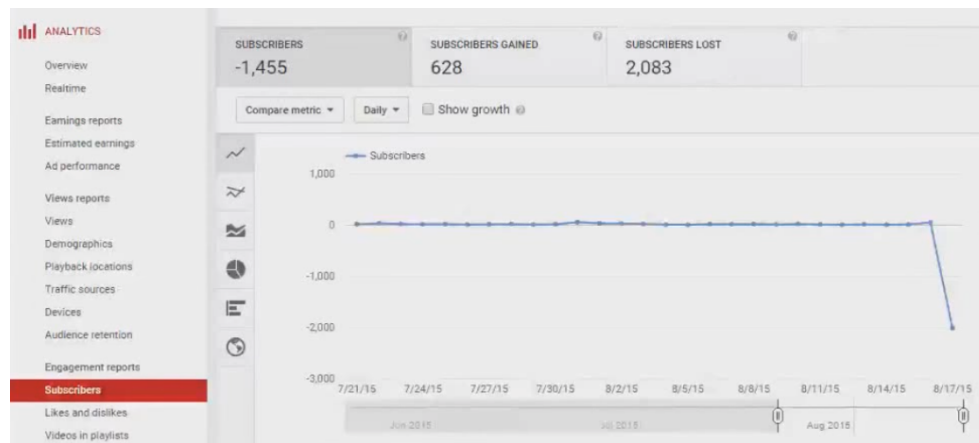 ANALYTICS
Overview
Realtime
Earnings reports
Estimated earnings
Ad performance
Views reports
Views
Demographics
Playback locations
Traffic sources
Devices
Audience retention
Engagement reports
Subscribers
Likes and dislikes
Videos in playlists
SUBSCRIBERS
-1,455
SUBSCRIBERS GAINED
628
SUBSCRIBERS LOST
2,083
Compare metric
Daily
Show growth
Subscribers
1,000
0
-1,000
-2,000
-3,000
7/21/15 7/24/15 7/27/15 7/30/15 8/2/15 8/5/15 8/8/15 8/11/15 8/14/15 8/17/15
Jun 2015 Jul 2015 Aug 2015